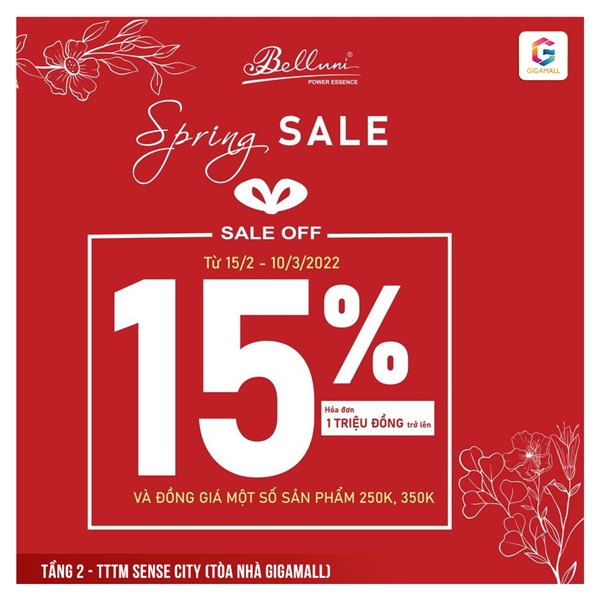 Belluni®
POWER ESSENCE
GIGAMALL
Spring SALE
SALE OFF
Từ 15/2 - 10/3/2022
15%
Hóa đơn
1 TRIỆU ĐỒNG trở lên
VÀ ĐỒNG GIÁ MỘT SỐ SẢN PHẨM 250K, 350K
TẦNG 2 - TTTM SENSE CITY (TÒA NHÀ GIGAMALL)